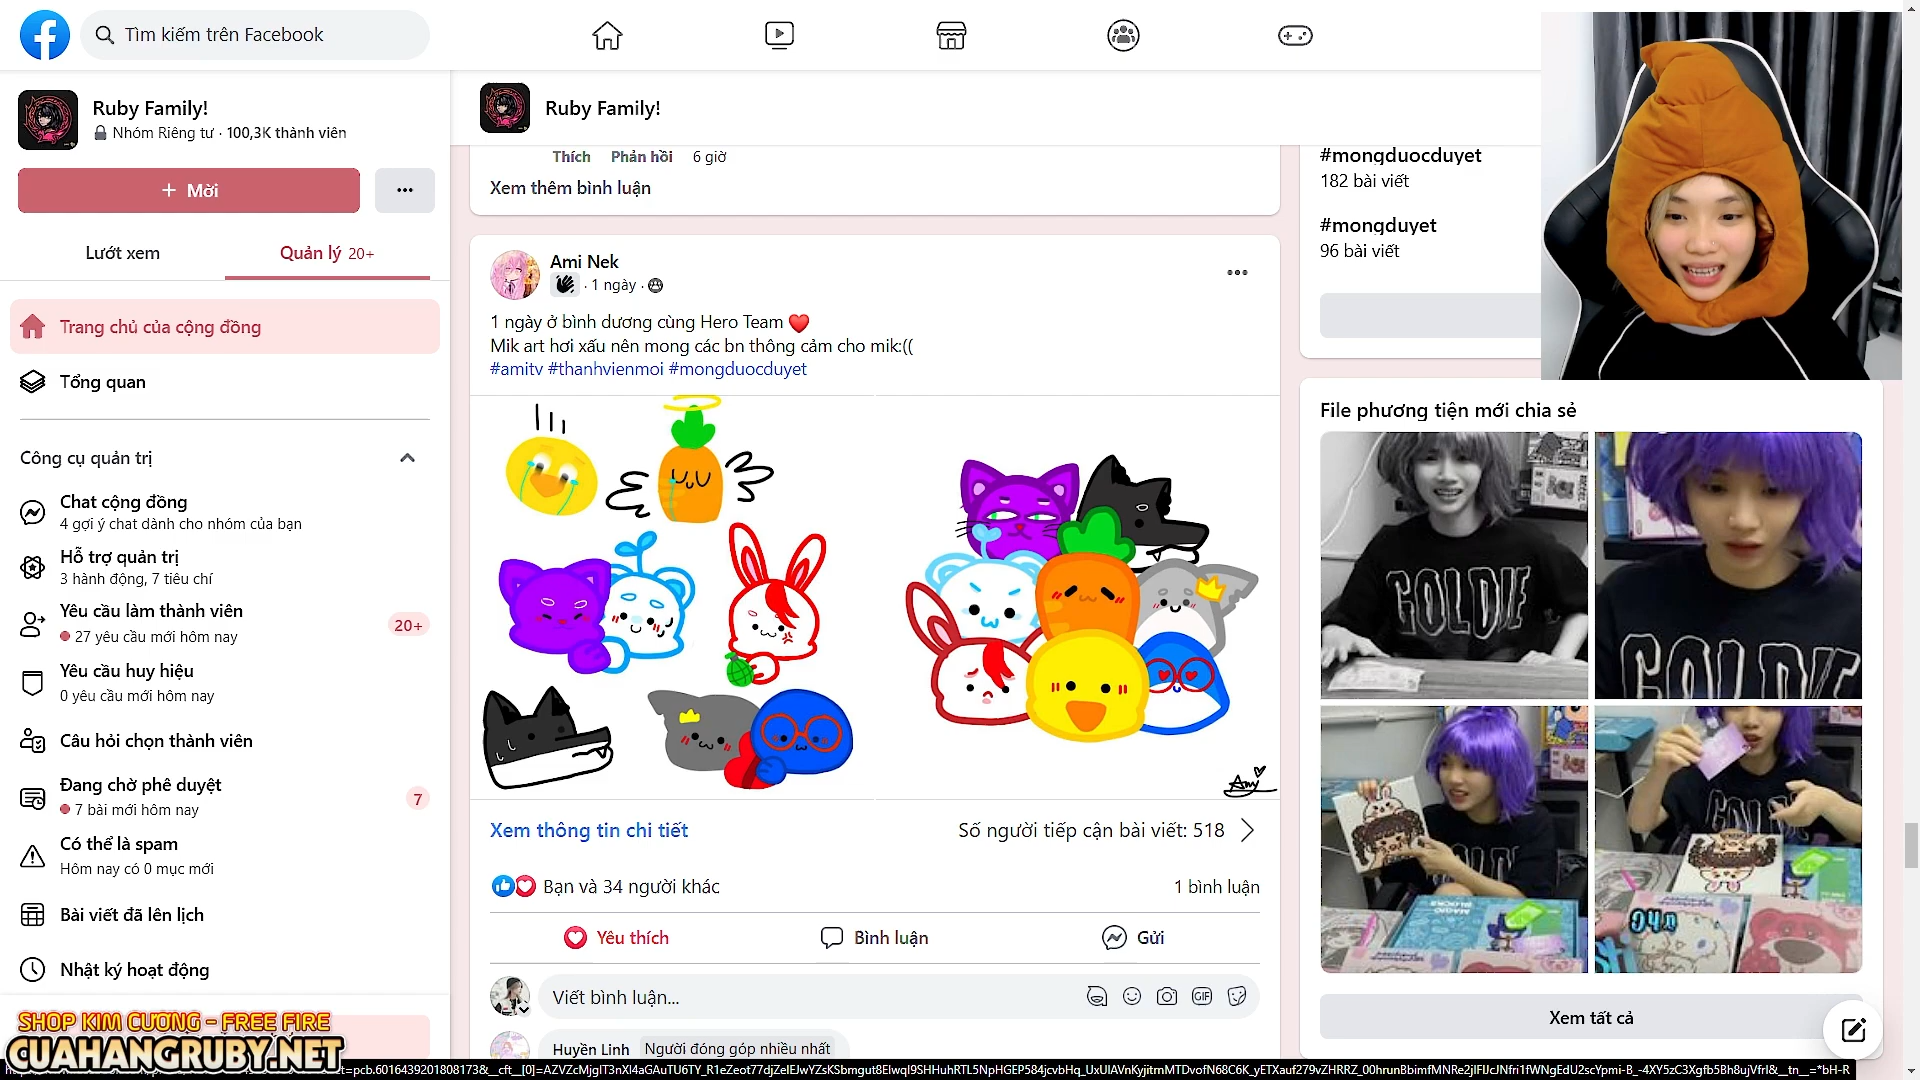 Tìm kiếm trên Facebook
Ruby Family!
Nhóm Riêng tư · 100,3K thành viên
+ Mời
Lướt xem
Quản lý 20+
Trang chủ của cộng đồng
Tổng quan
Công cụ quản trị
Chat cộng đồng
4 gợi ý chat dành cho nhóm của bạn
Hỗ trợ quản trị
3 hành động, 7 tiêu chí
Yêu cầu làm thành viên
27 yêu cầu mới hôm nay
20+
Yêu cầu huy hiệu
0 yêu cầu mới hôm nay
Câu hỏi chọn thành viên
Đang chờ phê duyệt
7 bài mới hôm nay
7
Có thể là spam
Hôm nay có 0 mục mới
Bài viết đã lên lịch
Nhật ký hoạt động
SHOP KIM CƯƠNG - FREE FIRE
CUAHANGRUBY.NET
Ruby Family!
Thích Phản hồi 6 giờ
Xem thêm bình luận
Ami Nek
· 1 ngày ·
1 ngày ở bình dương cùng Hero Team
Mik art hơi xấu nên mong các bn thông cảm cho mik:((
#amitv #thanhvienmoi #mongduocduyet
Amy
Xem thông tin chi tiết
Số người tiếp cận bài viết: 518
Bạn và 34 người khác
1 bình luận
Yêu thích
Bình luận
Gửi
Viết bình luận...
GIF
Huyền Linh Người đóng góp nhiều nhất
#mongduocduyet
182 bài viết
#mongduyet
96 bài viết
File phương tiện mới chia sẻ
GOLDIE
GOLDIE
MAGIC BLOCKS
Xem tất cả